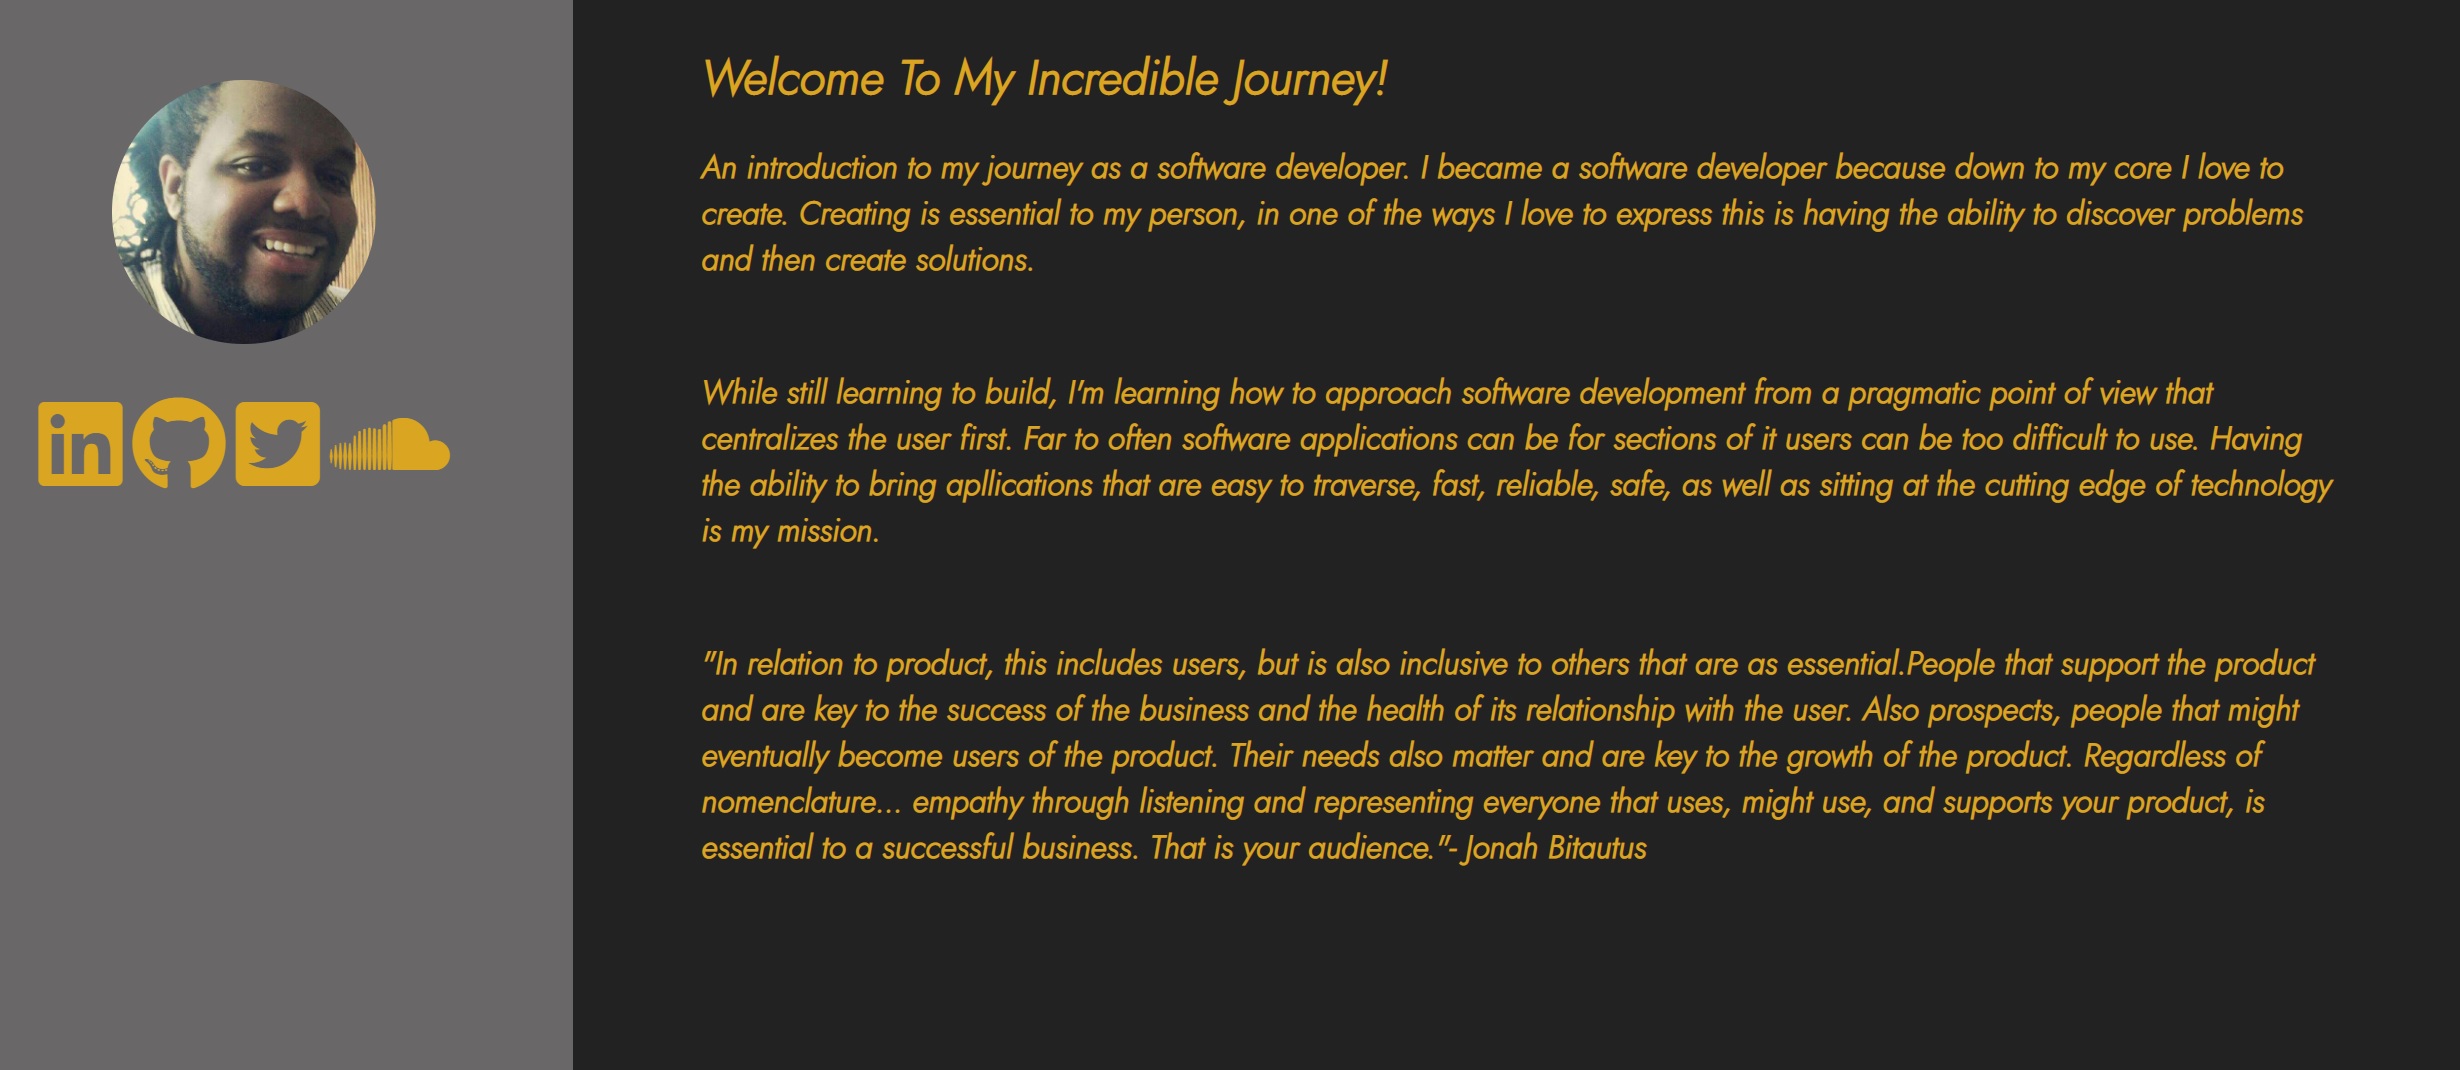 Welcome To My Incredible Journey!
An introduction to my journey as a software developer. I became a software developer because down to my core I love to
create. Creating is essential to my person, in one of the ways I love to express this is having the ability to discover problems
and then create solutions.
in
While still learning to build, I'm learning how to approach software development from a pragmatic point of view that
centralizes the user first. Far to often software applications can be for sections of it users can be too difficult to use. Having
the ability to bring apllications that are easy to traverse, fast, reliable, safe, as well as sitting at the cutting edge of technology
is my mission.
"In relation to product, this includes users, but is also inclusive to others that are as essential.People that support the product
and are key to the success of the business and the health of its relationship with the user. Also prospects, people that might
eventually become users of the product. Their needs also matter and are key to the growth of the product. Regardless of
nomenclature... empathy through listening and representing everyone that uses, might use, and supports your product, is
essential to a successful business. That is your audience."- Jonah Bitautus